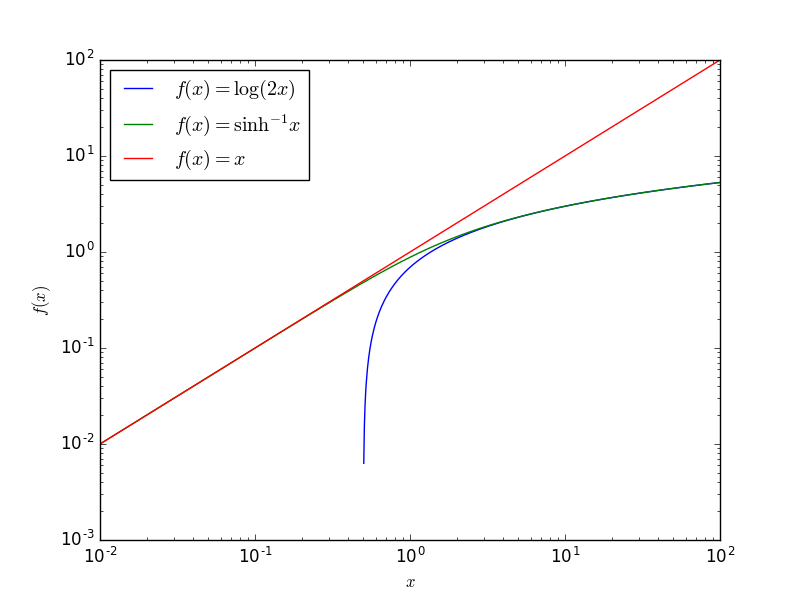 10²
f(x) = log(2x)
f(x) = sinh⁻¹x
f(x) = x
10¹
10⁰
f(x)
10⁻¹
10⁻²
10⁻³
10⁻² 10⁻¹ 10⁰ 10¹ 10²
x